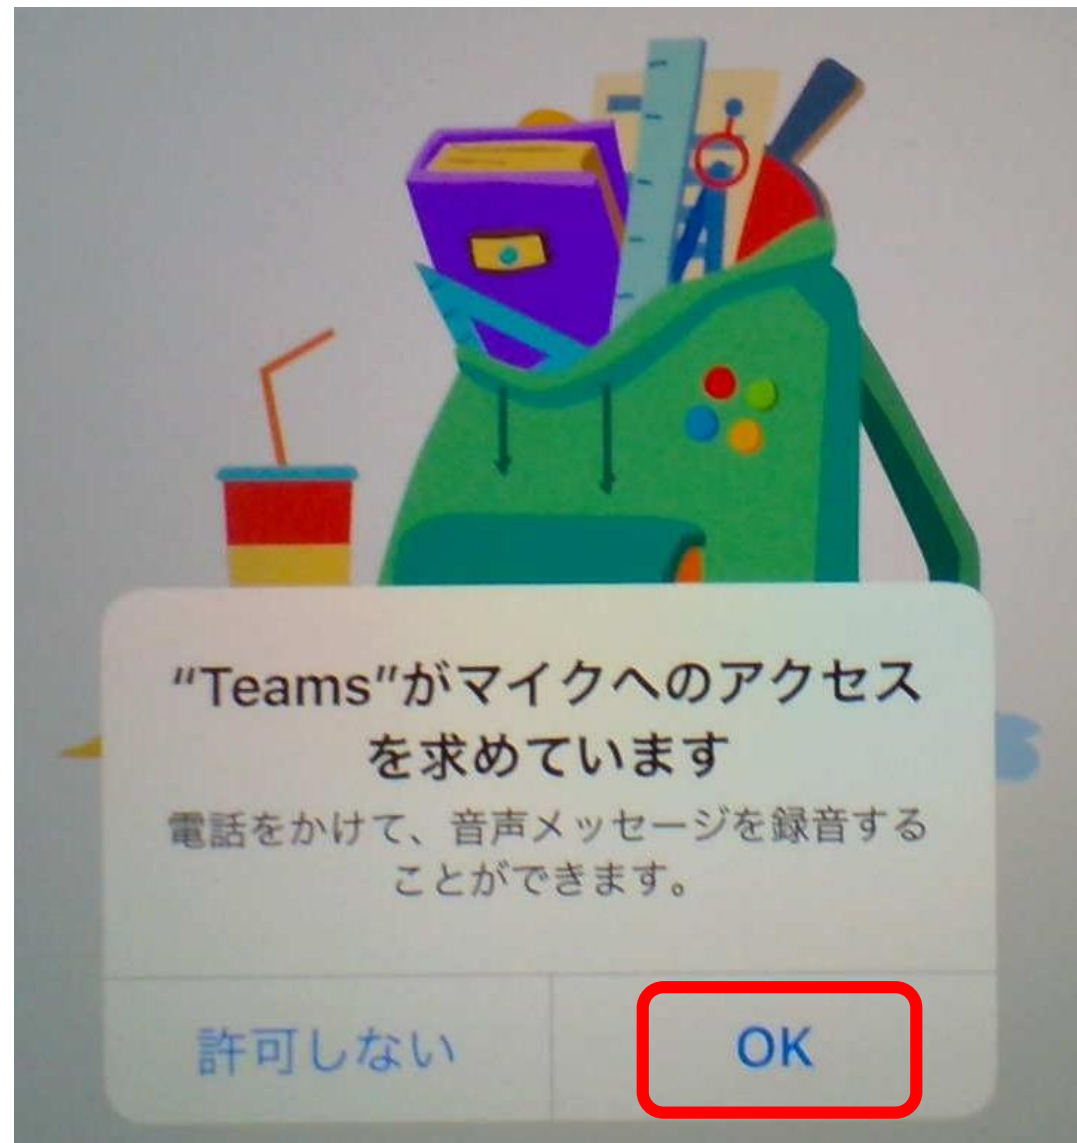 “Teams”がマイクへのアクセス
を求めています
電話をかけて、音声メッセージを録音する
ことができます。
許可しない
OK